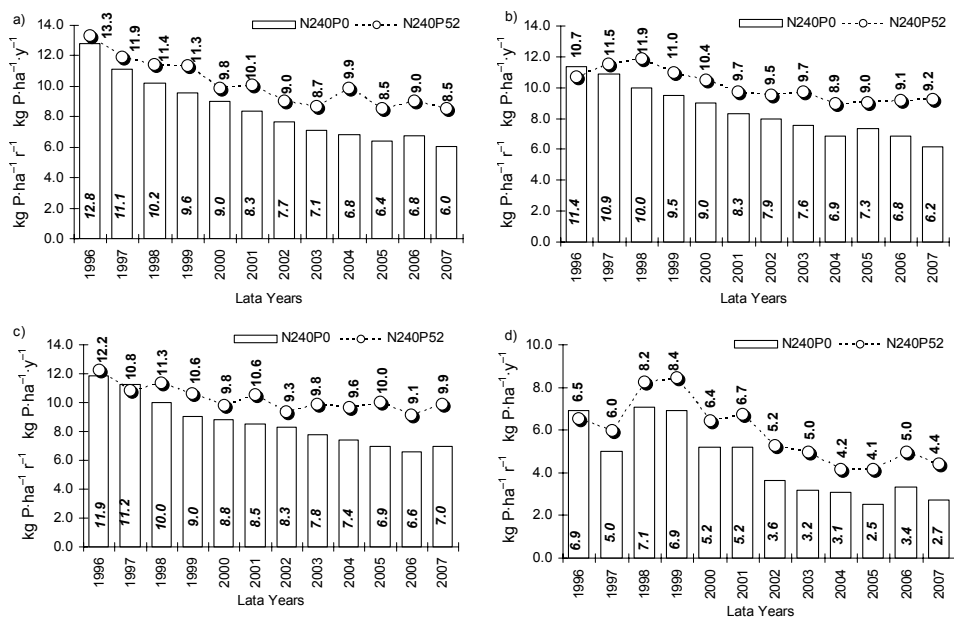 a)
N240P0 N240P52
kg P·ha⁻¹ r⁻¹ kg P·ha⁻¹·y⁻¹
14.0
12.0
10.0
8.0
6.0
4.0
2.0
0.0
13.3 11.9 11.4 11.3 9.8 10.1 9.0 8.7 9.9 8.5 9.0 8.5
12.8 11.1 10.2 9.6 9.0 8.3 7.7 7.1 6.8 6.4 6.8 6.0
1996 1997 1998 1999 2000 2001 2002 2003 2004 2005 2006 2007
Lata Years
b)
N240P0 N240P52
kg P·ha⁻¹ r⁻¹ kg P·ha⁻¹·y⁻¹
14.0
12.0
10.0
8.0
6.0
4.0
2.0
0.0
10.7 11.5 11.9 11.0 10.4 9.7 9.5 9.7 8.9 9.0 9.1 9.2
11.4 10.9 10.0 9.5 9.0 8.3 7.9 7.6 6.9 7.3 6.8 6.2
1996 1997 1998 1999 2000 2001 2002 2003 2004 2005 2006 2007
Lata Years
c)
N240P0 N240P52
kg P·ha⁻¹ r⁻¹ kg P·ha⁻¹·y⁻¹
14.0
12.0
10.0
8.0
6.0
4.0
2.0
0.0
12.2 10.8 11.3 10.6 9.8 10.6 9.3 9.8 9.6 10.0 9.1 9.9
11.9 11.2 10.0 9.0 8.8 8.5 8.3 7.8 7.4 6.9 6.6 7.0
1996 1997 1998 1999 2000 2001 2002 2003 2004 2005 2006 2007
Lata Years
d)
N240P0 N240P52
kg P·ha⁻¹ r⁻¹ kg P·ha⁻¹·y⁻¹
10.0
8.0
6.0
4.0
2.0
0.0
6.5 6.0 8.2 8.4 6.4 6.7 5.2 5.0 4.2 4.1 5.0 4.4
6.9 5.0 7.1 6.9 5.2 5.2 3.6 3.2 3.1 2.5 3.4 2.7
1996 1997 1998 1999 2000 2001 2002 2003 2004 2005 2006 2007
Lata Years